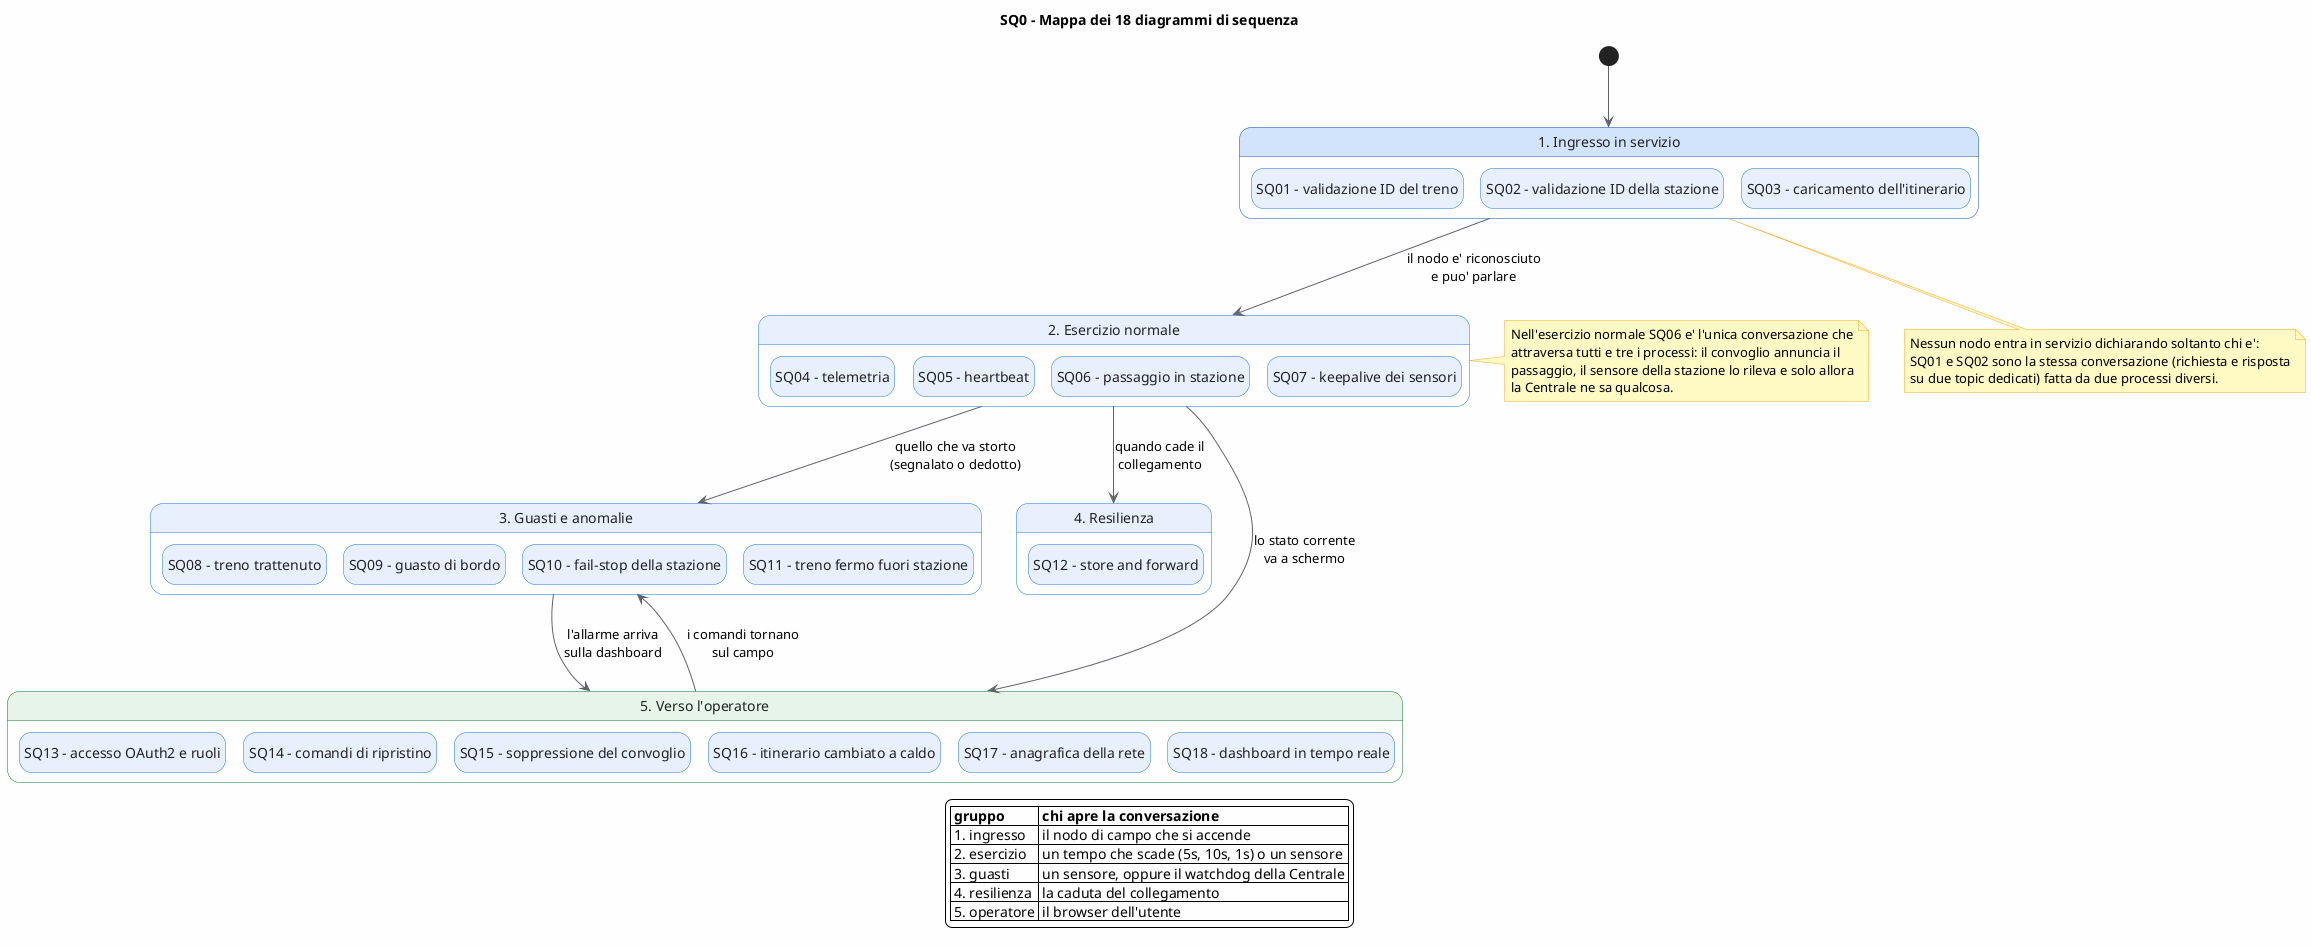 SQ0 - Mappa dei 18 diagrammi di sequenza
1. Ingresso in servizio
SQ01 - validazione ID del treno
SQ02 - validazione ID della stazione
SQ03 - caricamento dell'itinerario
il nodo e' riconosciuto
e puo' parlare
2. Esercizio normale
SQ04 - telemetria
SQ05 - heartbeat
SQ06 - passaggio in stazione
SQ07 - keepalive dei sensori
Nell'esercizio normale SQ06 e' l'unica conversazione che
attraversa tutti e tre i processi: il convoglio annuncia il
passaggio, il sensore della stazione lo rileva e solo allora
la Centrale ne sa qualcosa.
Nessun nodo entra in servizio dichiarando soltanto chi e':
SQ01 e SQ02 sono la stessa conversazione (richiesta e risposta
su due topic dedicati) fatta da due processi diversi.
quello che va storto
(segnalato o dedotto)
quando cade il
collegamento
lo stato corrente
va a schermo
3. Guasti e anomalie
SQ08 - treno trattenuto
SQ09 - guasto di bordo
SQ10 - fail-stop della stazione
SQ11 - treno fermo fuori stazione
4. Resilienza
SQ12 - store and forward
l'allarme arriva
sulla dashboard
i comandi tornano
sul campo
5. Verso l'operatore
SQ13 - accesso OAuth2 e ruoli
SQ14 - comandi di ripristino
SQ15 - soppressione del convoglio
SQ16 - itinerario cambiato a caldo
SQ17 - anagrafica della rete
SQ18 - dashboard in tempo reale
gruppo chi apre la conversazione
1. ingresso il nodo di campo che si accende
2. esercizio un tempo che scade (5s, 10s, 1s) o un sensore
3. guasti un sensore, oppure il watchdog della Centrale
4. resilienza la caduta del collegamento
5. operatore il browser dell'utente